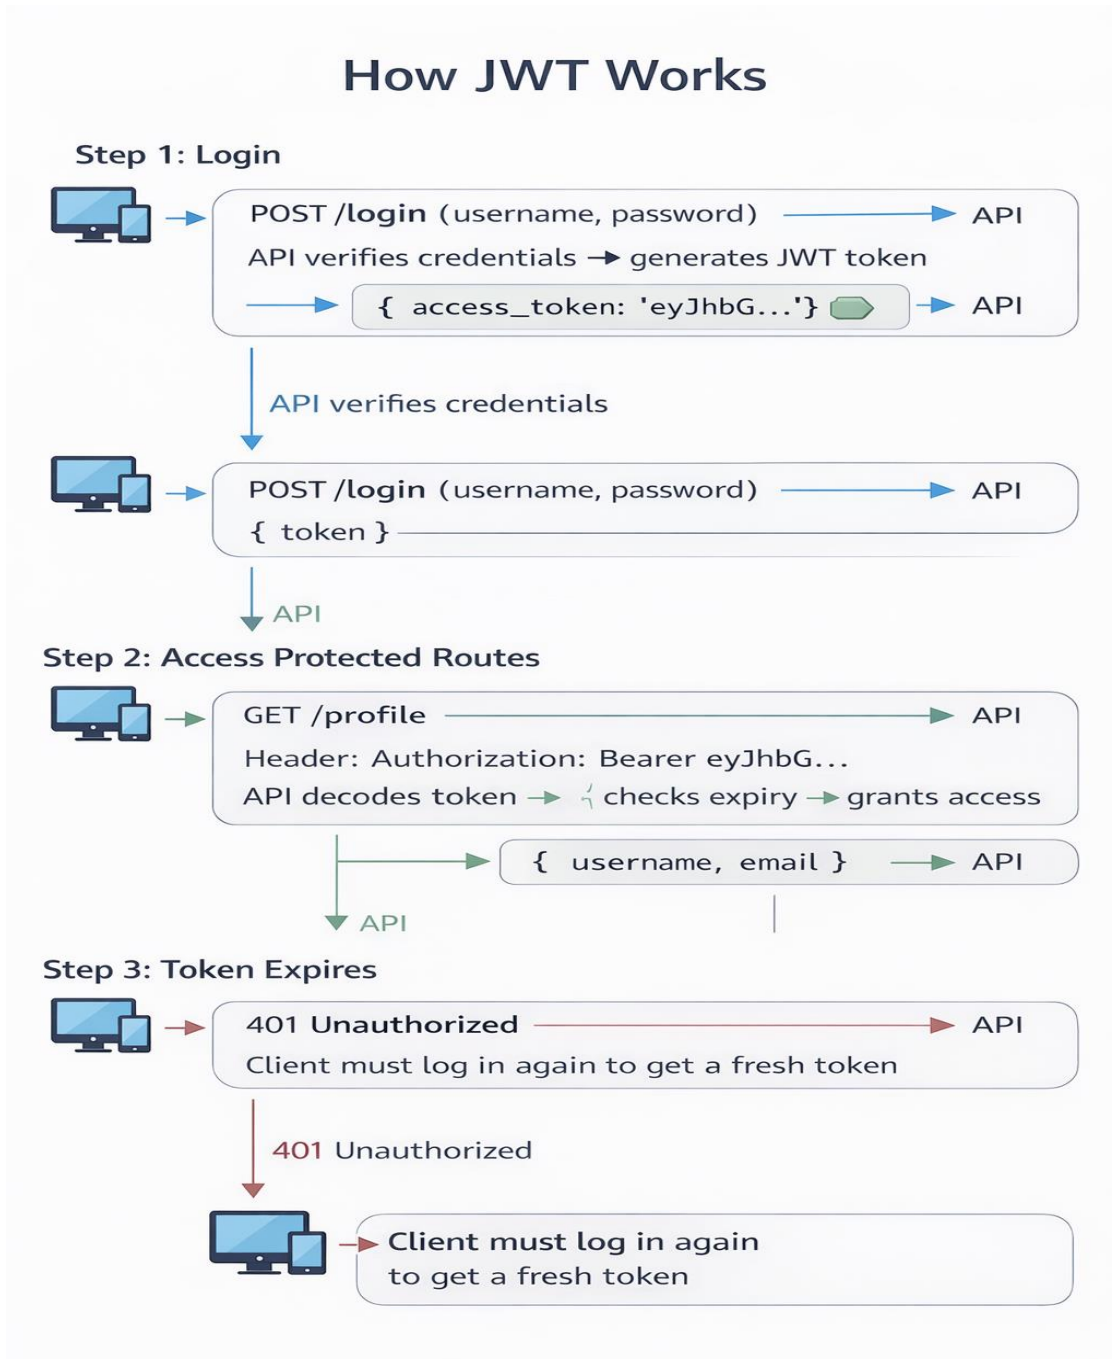 How JWT Works
Step 1: Login
POST /login (username, password) API
API verifies credentials → generates JWT token
{ access_token: 'eyJhbG...'} API
API verifies credentials
POST /login (username, password) API
{ token }
API
Step 2: Access Protected Routes
GET /profile API
Header: Authorization: Bearer eyJhbG...
API decodes token → checks expiry → grants access
{ username, email } API
API
Step 3: Token Expires
401 Unauthorized API
Client must log in again to get a fresh token
401 Unauthorized
Client must log in again
to get a fresh token